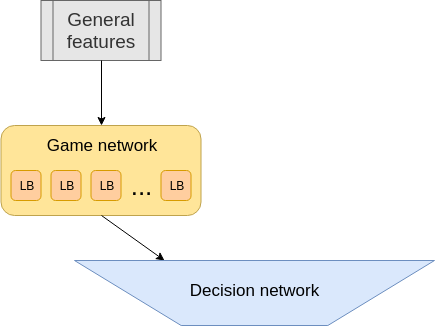 General
features
Game network
LB LB LB ... LB
Decision network